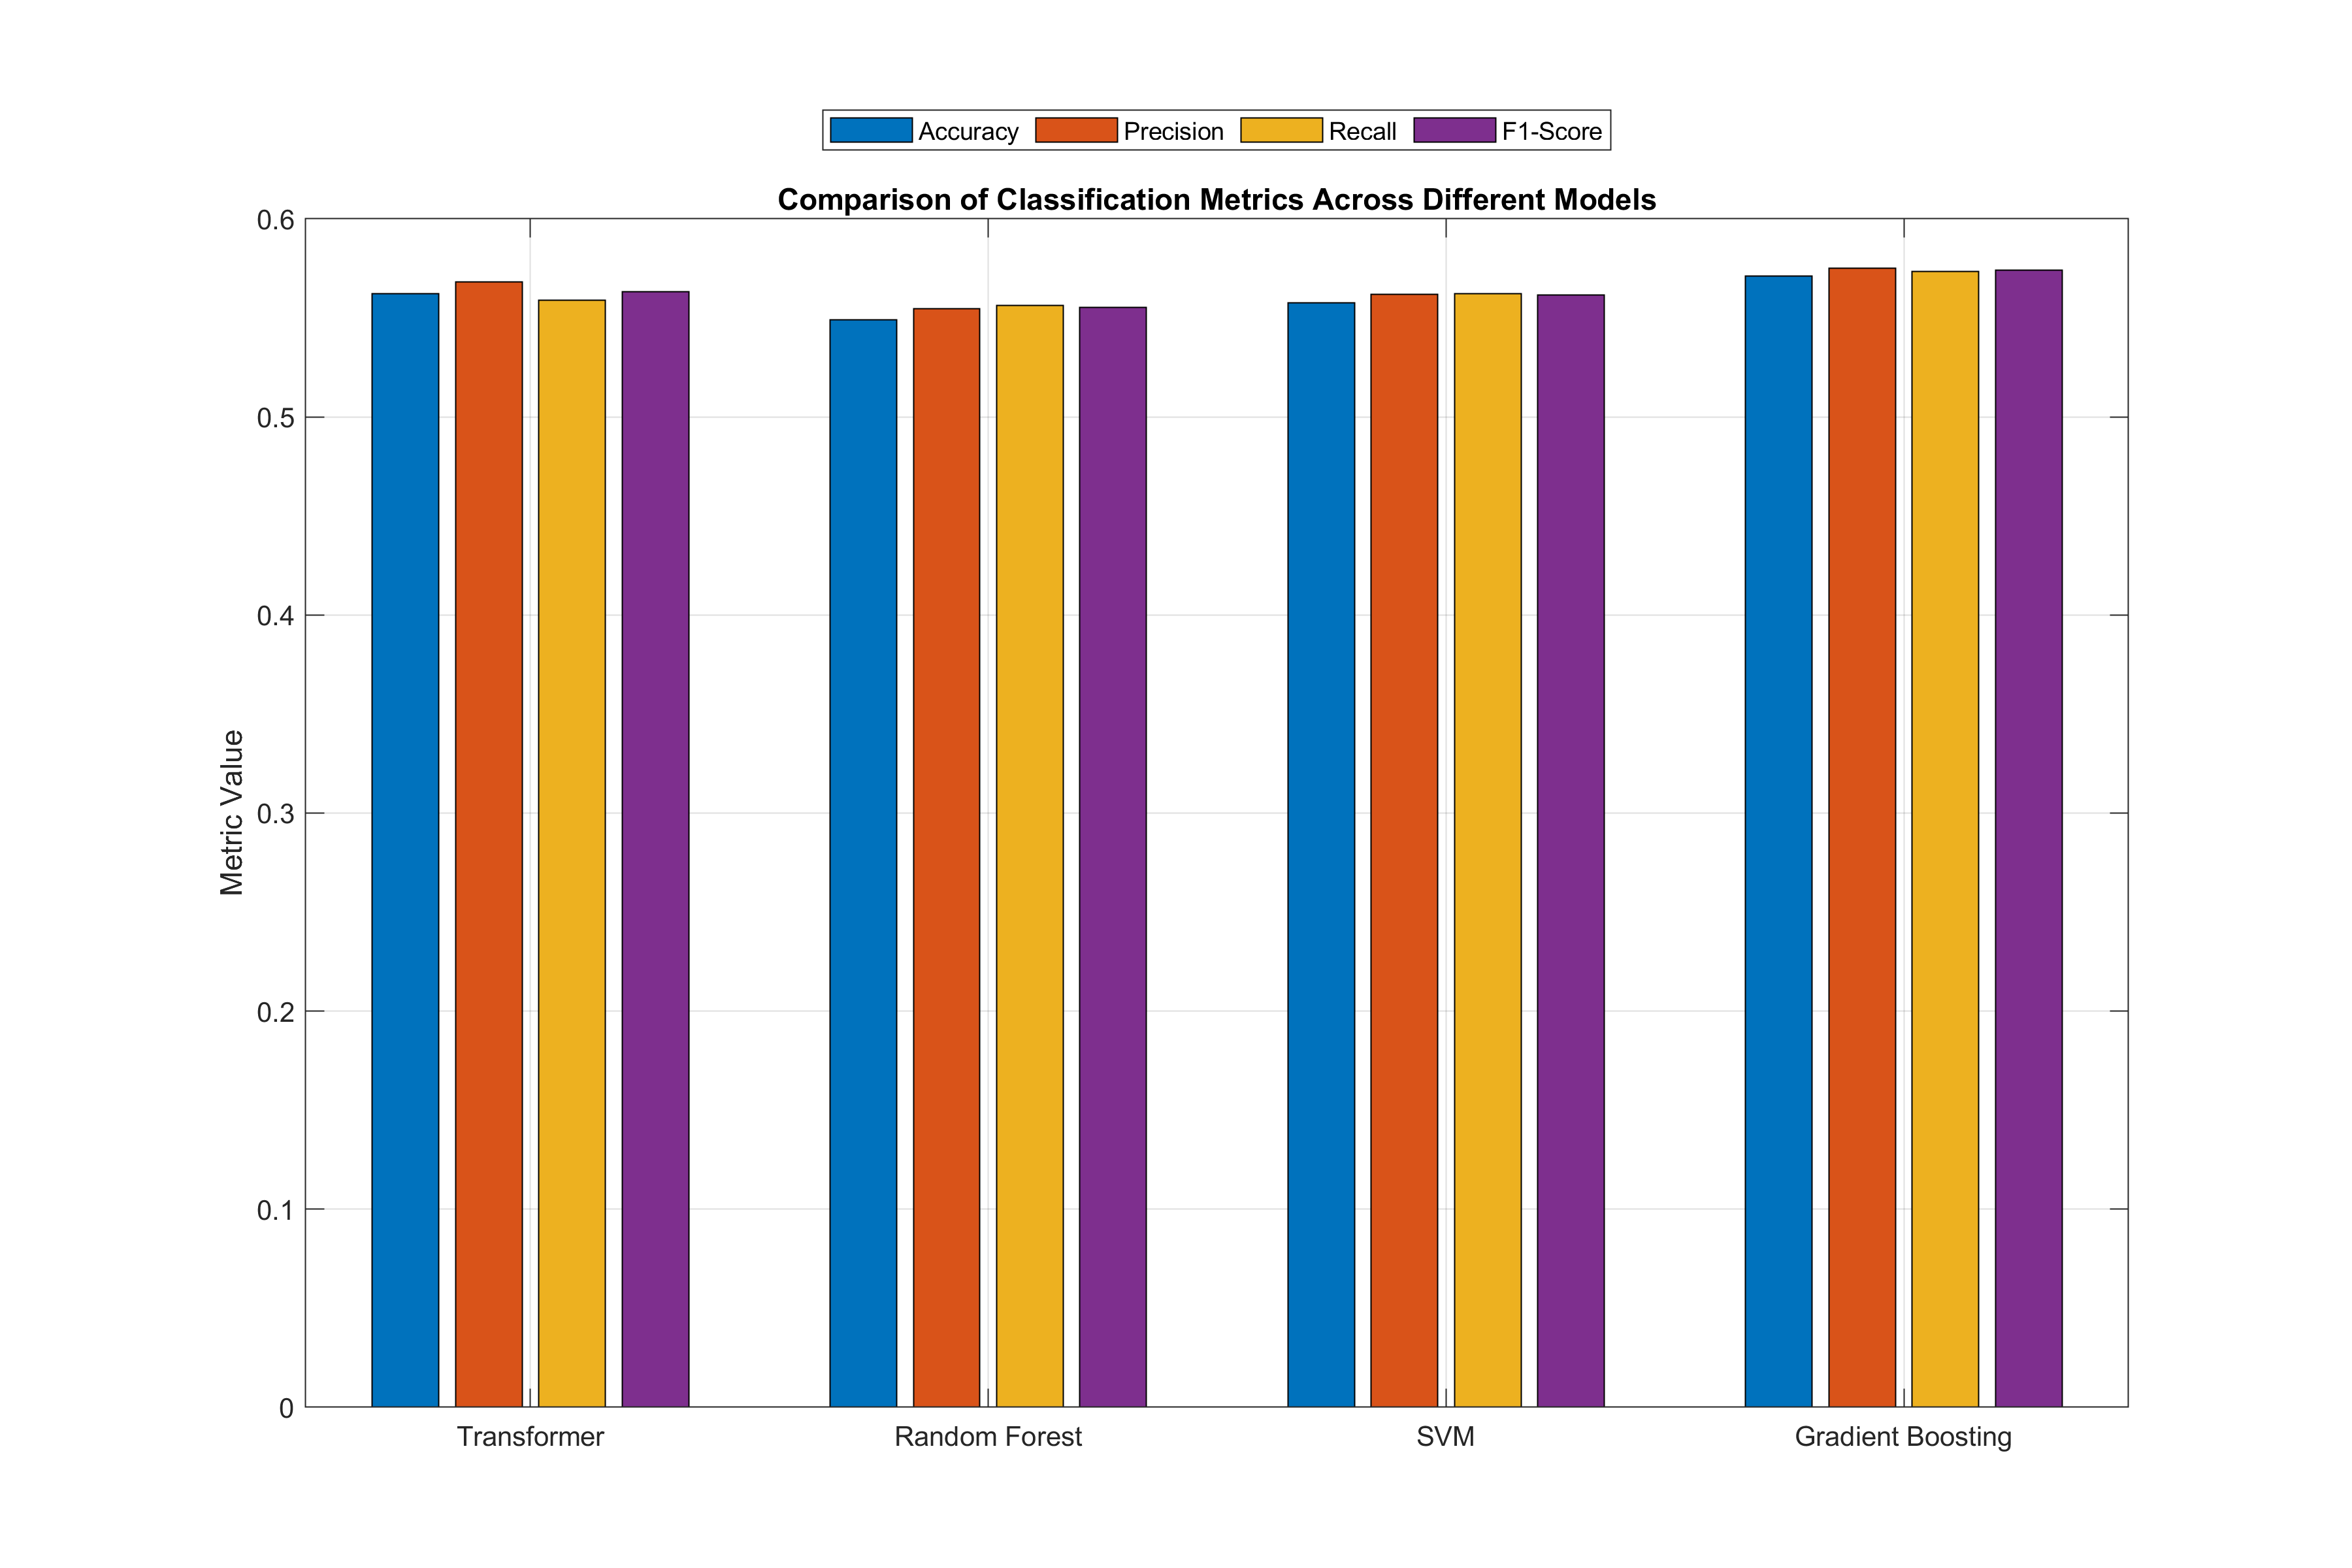 Accuracy Precision Recall F1-Score
Comparison of Classification Metrics Across Different Models
0.6
0.5
0.4
0.3
0.2
0.1
0
Metric Value
Transformer Random Forest SVM Gradient Boosting